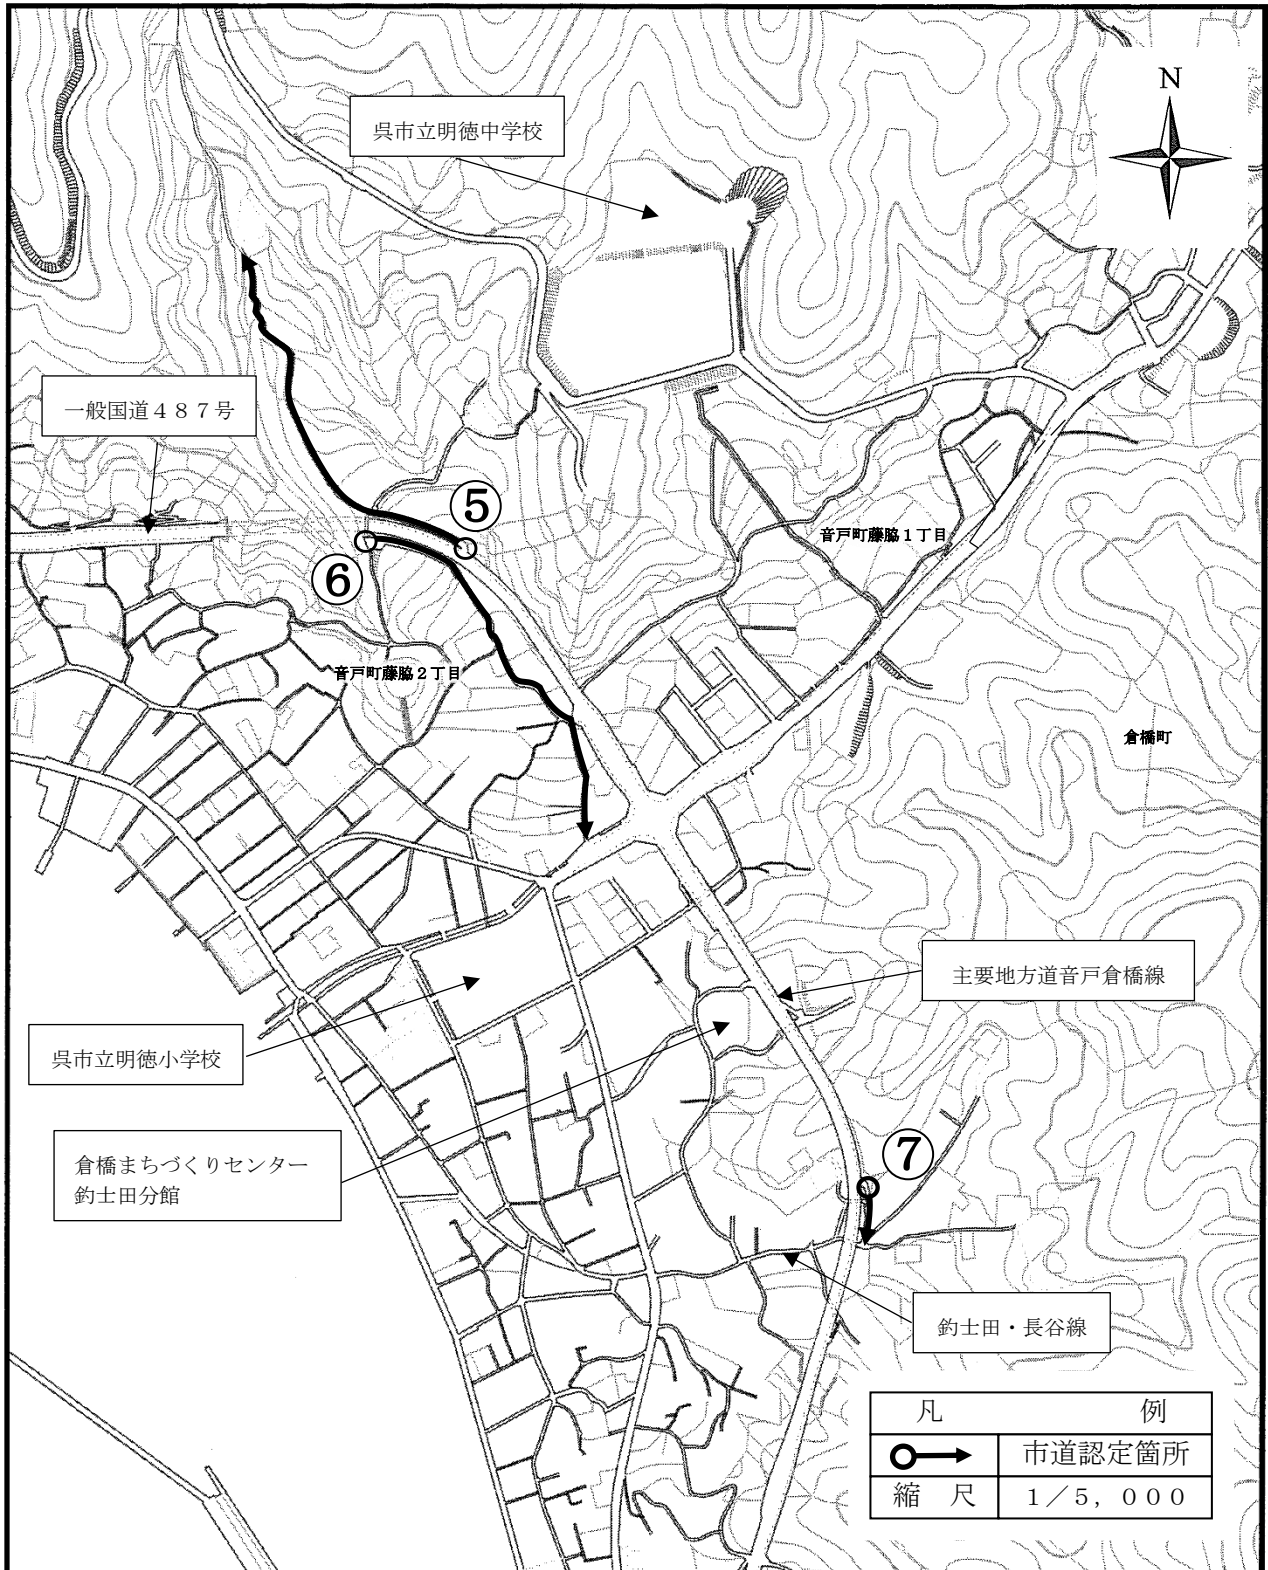 N
呉市立明徳中学校
一般国道487号
⑤
⑥
音戸町藤脇1丁目
音戸町藤脇2丁目
倉橋町
主要地方道音戸倉橋線
呉市立明徳小学校
倉橋まちづくりセンター
釣士田分館
⑦
釣士田・長谷線
凡例
市道認定箇所
縮尺 1/5,000